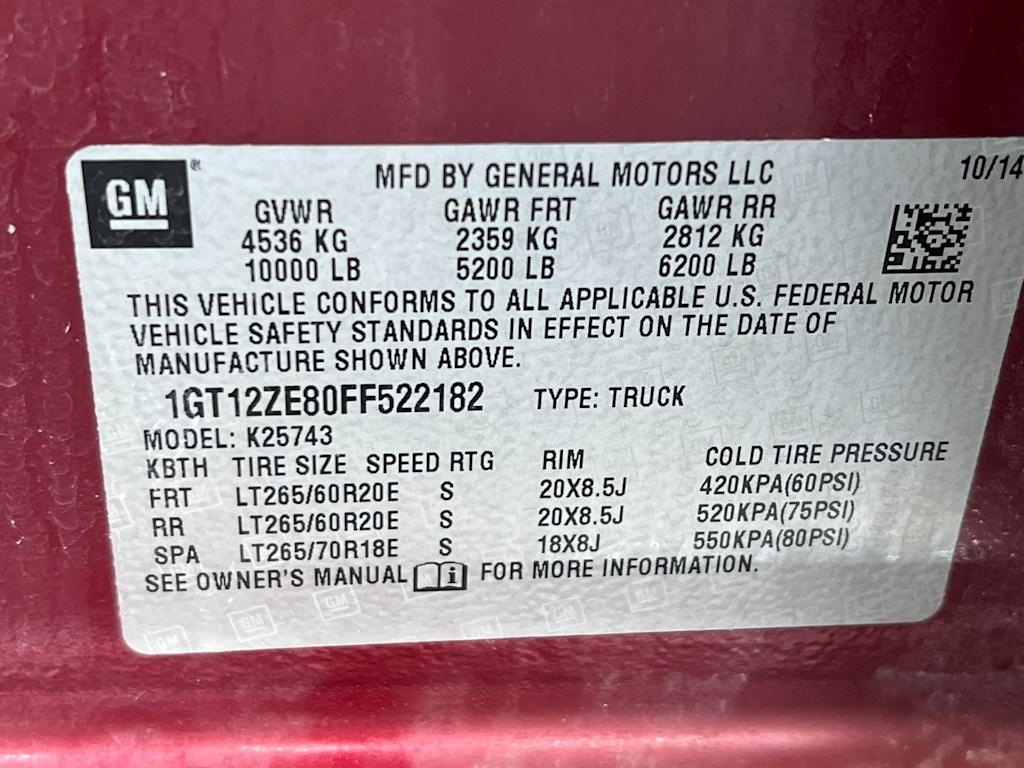 GM®
MFD BY GENERAL MOTORS LLC 10/14
GVWR GAWR FRT GAWR RR
4536 KG 2359 KG 2812 KG
10000 LB 5200 LB 6200 LB
THIS VEHICLE CONFORMS TO ALL APPLICABLE U.S. FEDERAL MOTOR
VEHICLE SAFETY STANDARDS IN EFFECT ON THE DATE OF
MANUFACTURE SHOWN ABOVE.
1GT12ZE80FF522182 TYPE: TRUCK
MODEL: K25743
KBTH TIRE SIZE SPEED RTG RIM COLD TIRE PRESSURE
FRT LT265/60R20E S 20X8.5J 420KPA(60PSI)
RR LT265/60R20E S 20X8.5J 520KPA(75PSI)
SPA LT265/70R18E S 18X8J 550KPA(80PSI)
SEE OWNER'S MANUAL i FOR MORE INFORMATION.